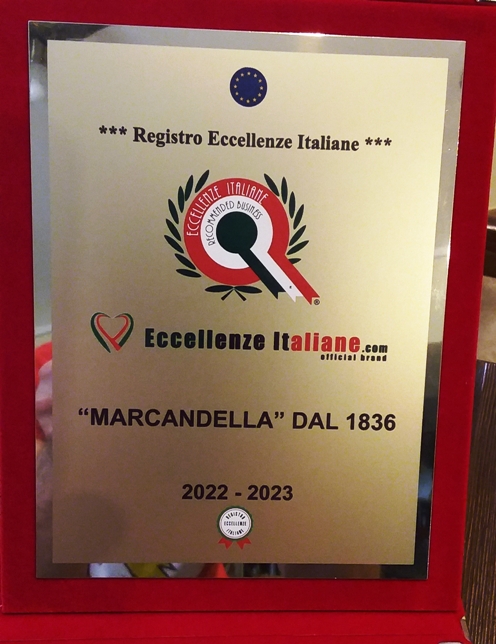 *** Registro Eccellenze Italiane ***
ECCELLENZE ITALIANE
RECOMMENDED BUSINESS
®
Eccellenze Italiane.com
official brand
“MARCANDELLA” DAL 1836
2022 - 2023
REGISTRO
ECCELLENZE
ITALIANE